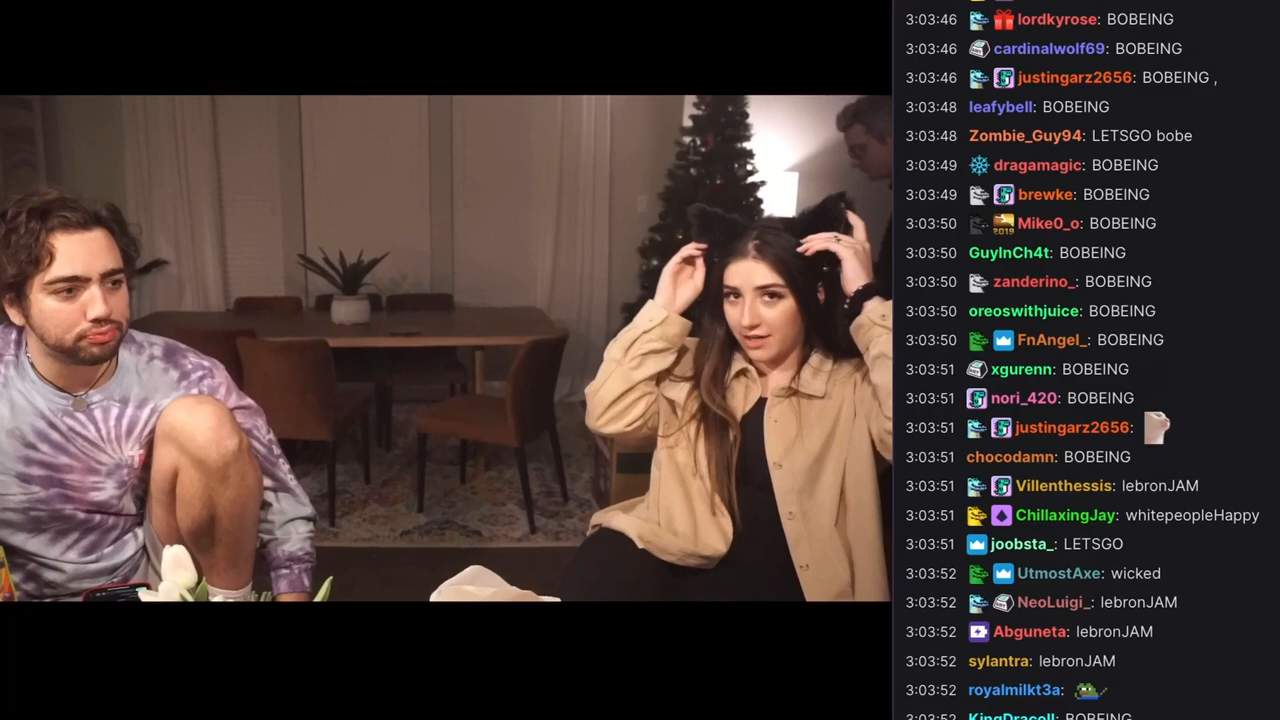 3:03:46 lordkyrose: BOBEING
3:03:46 cardinalwolf69: BOBEING
3:03:46 justingarz2656: BOBEING ,
3:03:48 leafybell: BOBEING
3:03:48 Zombie_Guy94: LETSGO bobe
3:03:49 dragamagic: BOBEING
3:03:49 brewke: BOBEING
3:03:50 2019 Mike0_o: BOBEING
3:03:50 GuyInCh4t: BOBEING
3:03:50 zanderino_: BOBEING
3:03:50 oreoswithjuice: BOBEING
3:03:50 FnAngel_: BOBEING
3:03:51 xgurenn: BOBEING
3:03:51 nori_420: BOBEING
3:03:51 justingarz2656:
3:03:51 chocodamn: BOBEING
3:03:51 Villenthessis: lebronJAM
3:03:51 ChillaxingJay: whitepeopleHappy
3:03:51 joobsta_: LETSGO
3:03:52 UtmostAxe: wicked
3:03:52 NeoLuigi_: lebronJAM
3:03:52 Abguneta: lebronJAM
3:03:52 sylantra: lebronJAM
3:03:52 royalmilkt3a:
3:03:52 KingDracoll: BOBEING